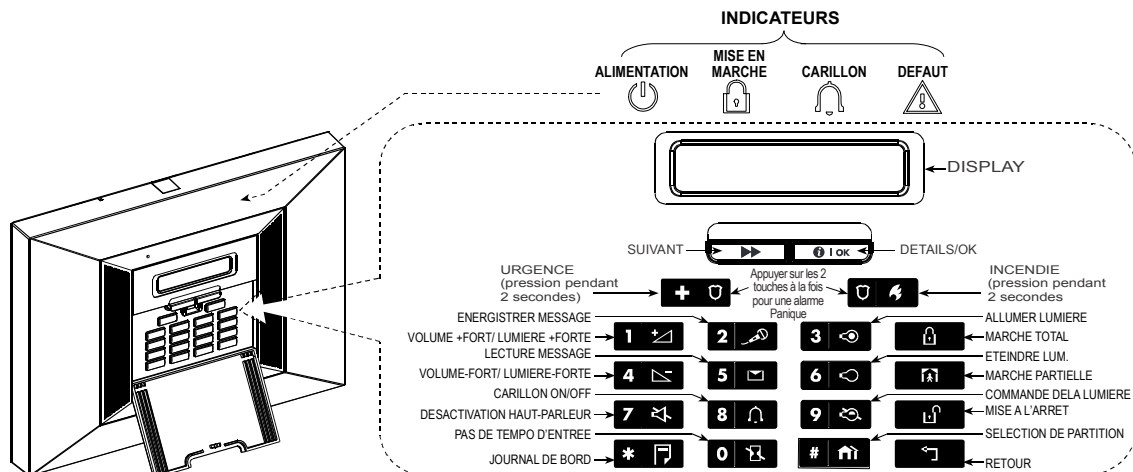 INDICATEURS
ALIMENTATION
MISE EN
MARCHE
CARILLON
DEFAUT
DISPLAY
SUIVANT
OK
DETAILS/OK
URGENCE
(pression pendant
2 secondes)
Appuyer sur les 2
touches à la fois
pour une alarme
Panique
INCENDIE
(pression pendant
2 secondes
ENREGISTRER MESSAGE
ALLUMER LUMIERE
VOLUME +FORT/ LUMIERE +FORTE
1
2
3
MARCHE TOTAL
LECTURE MESSAGE
ETEINDRE LUM.
VOLUME-FORT/ LUMIERE-FORTE
4
5
6
MARCHE PARTIELLE
CARILLON ON/OFF
COMMANDE DELA LUMIERE
DESACTIVATION HAUT-PARLEUR
7
8
9
MISE A L'ARRET
PAS DE TEMPO D'ENTREE
SELECTION DE PARTITION
JOURNAL DE BORD
*
0
#
RETOUR